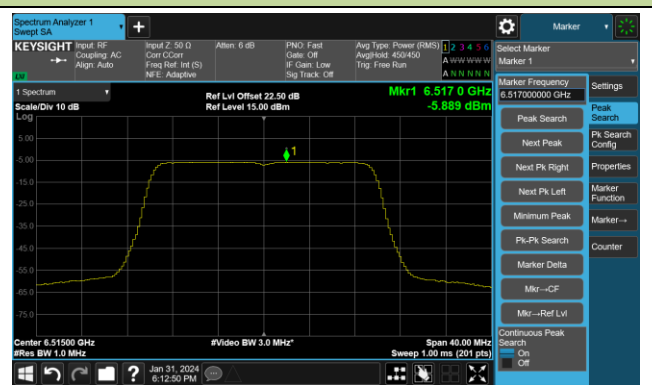 Spectrum Analyzer 1
Swept SA
Marker
KEYSIGHT
Input: RF
Coupling: AC
Align: Auto
Input Z: 50 Ω
Corr CCorr
Freq Ref: Int (S)
NFE: Adaptive
Atten: 6 dB
PNO: Fast
Gate: Off
IF Gain: Low
Sig Track: Off
Avg Type: Power (RMS)
Avg|Hold: 450/450
Trig: Free Run
1 2 3 4 5 6
A W W W W W
A N N N N N
Select Marker
Marker 1
1 Spectrum
Scale/Div 10 dB
Log
Ref Lvl Offset 22.50 dB
Ref Level 15.00 dBm
Mkr1 6.517 0 GHz
-5.889 dBm
5.00
-5.00
-15.0
-25.0
-35.0
-45.0
-55.0
-65.0
-75.0
1
Center 6.51500 GHz
#Res BW 1.0 MHz
#Video BW 3.0 MHz*
Span 40.00 MHz
Sweep 1.00 ms (201 pts)
Marker Frequency
6.517000000 GHz
Peak Search
Next Peak
Next Pk Right
Next Pk Left
Minimum Peak
Pk-Pk Search
Marker Delta
Mkr→CF
Mkr→Ref Lvl
Continuous Peak
Search
On
Off
Settings
Peak
Search
Pk Search
Config
Properties
Marker
Function
Marker→
Counter
?
Jan 31, 2024
6:12:50 PM